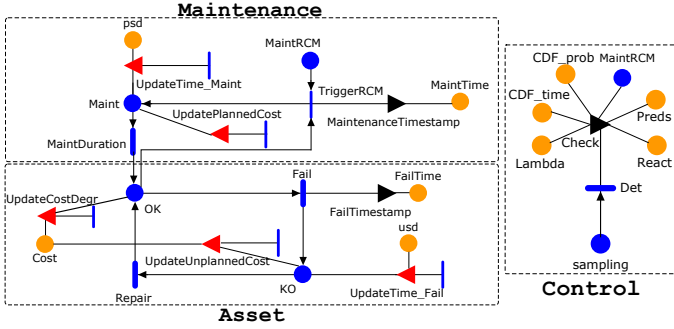 Maintenance
psd
MaintRCM
UpdateTime_Maint
TriggerRCM
MaintTime
Maint
UpdatePlannedCost
MaintenanceTimestamp
MaintDuration
CDF_prob
MaintRCM
CDF_time
Preds
Check
Lambda
React
Det
sampling
Control
Fail
FailTime
UpdateCostDegr
OK
FailTimestamp
usd
Cost
UpdateUnplannedCost
KO
UpdateTime_Fail
Repair
Asset